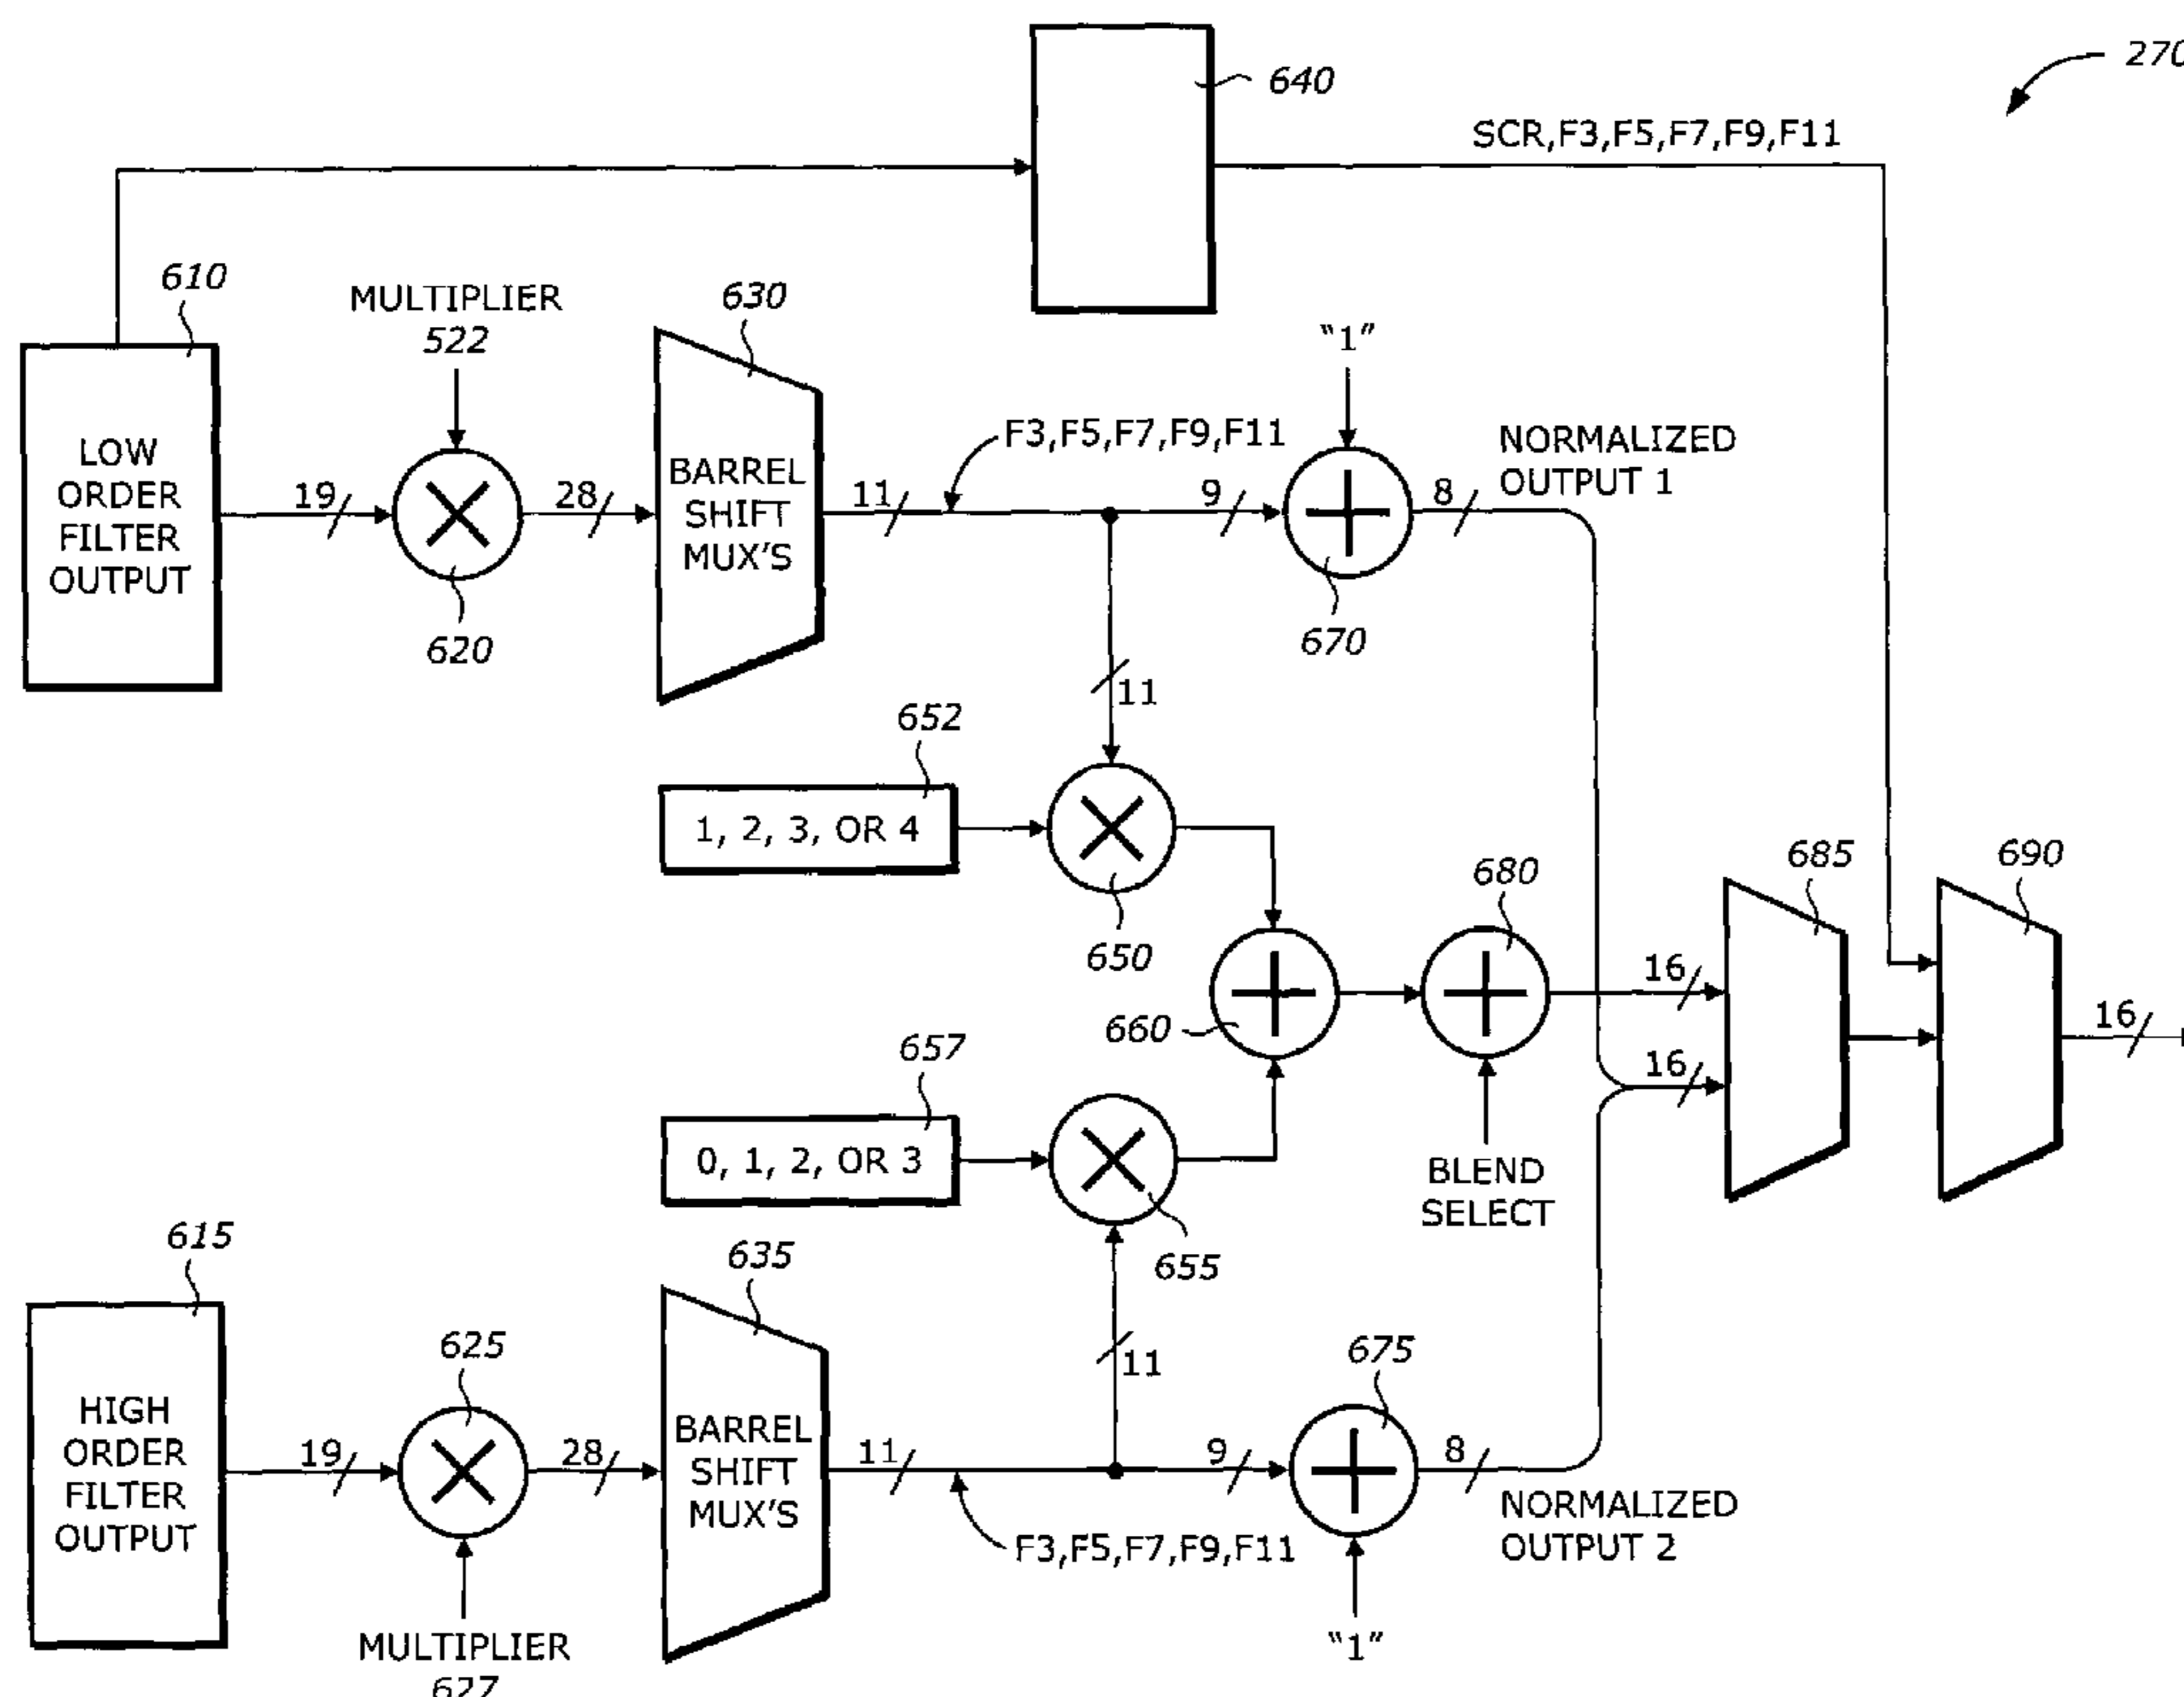 270
640
SCR,F3,F5,F7,F9,F11
610
MULTIPLIER
522
630
"1"
LOW
ORDER
FILTER
OUTPUT
19
620
28
BARREL
SHIFT
MUX'S
11
F3,F5,F7,F9,F11
9
670
8
NORMALIZED
OUTPUT 1
11
652
1, 2, 3, OR 4
650
680
685
690
660
16
16
16
657
0, 1, 2, OR 3
655
BLEND
SELECT
615
625
635
11
675
HIGH
ORDER
FILTER
OUTPUT
19
28
BARREL
SHIFT
MUX'S
11
F3,F5,F7,F9,F11
9
8
NORMALIZED
OUTPUT 2
MULTIPLIER
627
"1"